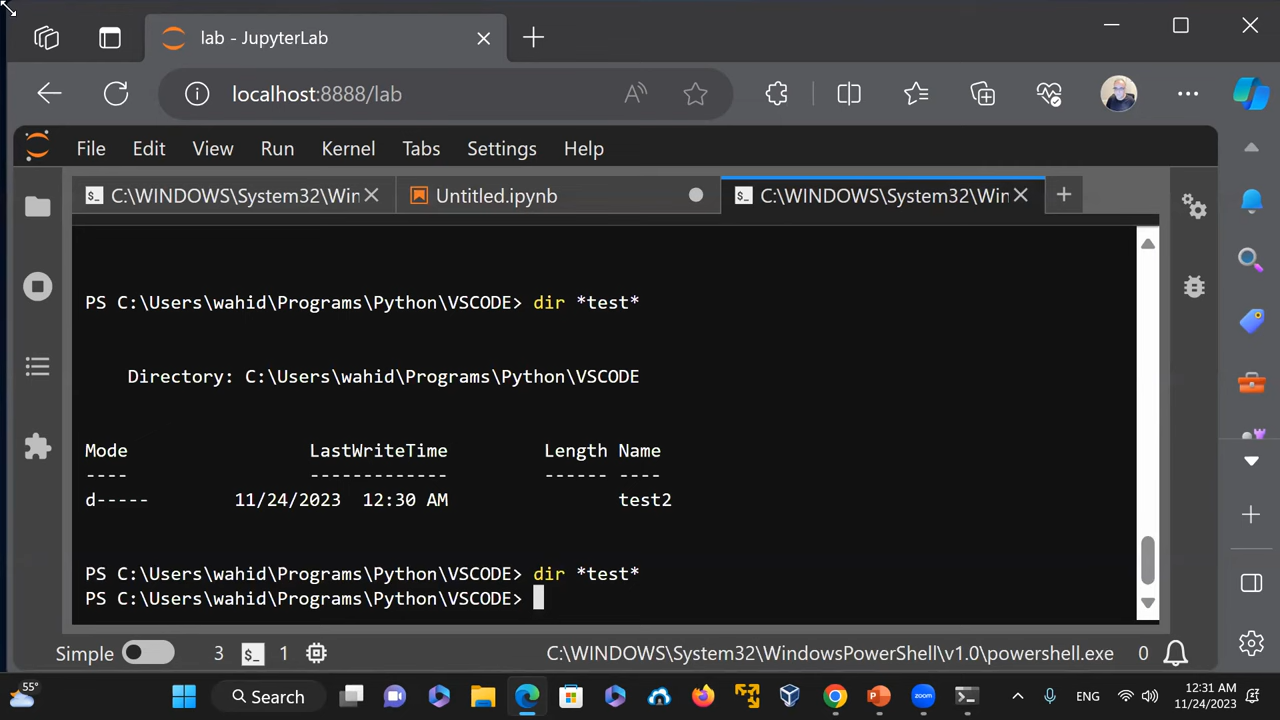 lab - JupyterLab
localhost:8888/lab
File Edit View Run Kernel Tabs Settings Help
C:\WINDOWS\System32\Win Untitled.ipynb C:\WINDOWS\System32\Win
PS C:\Users\wahid\Programs\Python\VSCODE> dir *test*
Directory: C:\Users\wahid\Programs\Python\VSCODE
Mode LastWriteTime Length Name
---- ------------- ------ ----
d----- 11/24/2023 12:30 AM test2
PS C:\Users\wahid\Programs\Python\VSCODE> dir *test*
PS C:\Users\wahid\Programs\Python\VSCODE>
Simple 3 $_ 1 C:\WINDOWS\System32\WindowsPowerShell\v1.0\powershell.exe 0
55° Search zoom ENG 12:31 AM
11/24/2023